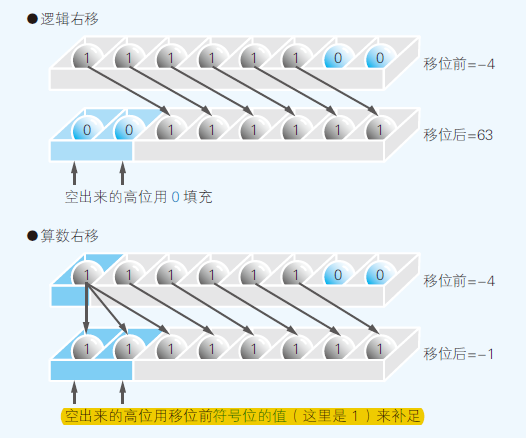 ●逻辑右移
1 1 1 1 1 1 0 0 移位前=-4
0 0 1 1 1 1 1 1 移位后=63
空出来的高位用0填充
●算数右移
1 1 1 1 1 1 0 0 移位前=-4
1 1 1 1 1 1 1 1 移位后=-1
空出来的高位用移位前符号位的值（这里是1）来补足